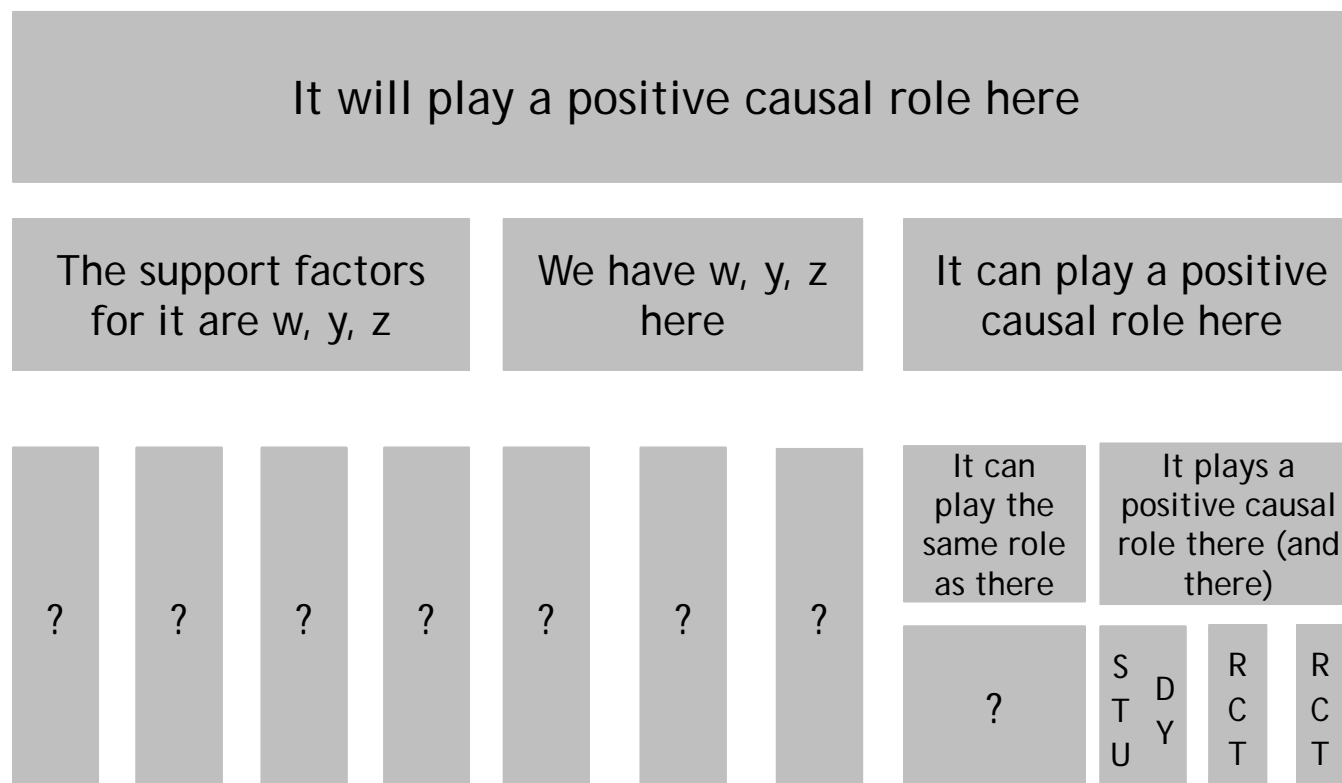 It will play a positive causal role here
The support factors
for it are w, y, z
We have w, y, z
here
It can play a positive
causal role here
?
?
?
?
?
?
?
It can
play the
same role
as there
It plays a
positive causal
role there (and
there)
?
S
T
U
D
Y
R
C
T
R
C
T